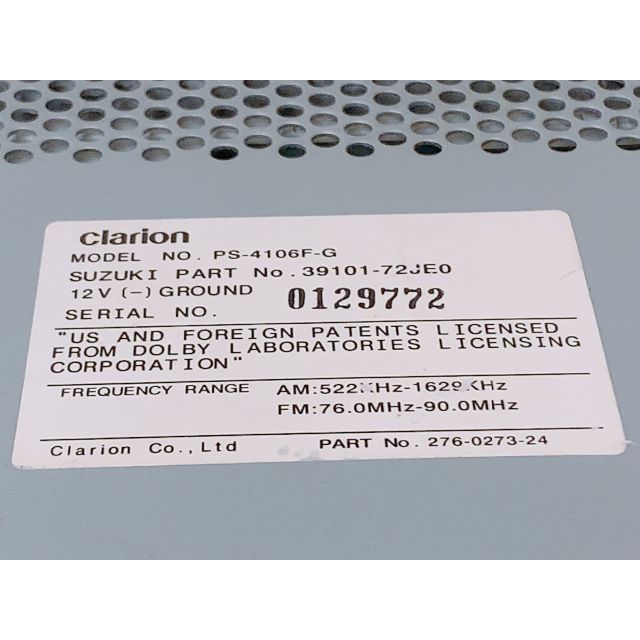 clarion
MODEL NO. PS-4106F-G
SUZUKI PART No. 39101-72JE0
12V (-) GROUND
SERIAL NO. 0129772
"US AND FOREIGN PATENTS LICENSED
FROM DOLBY LABORATORIES LICENSING
CORPORATION"
FREQUENCY RANGE AM:522KHz-1629KHz
FM:76.0MHz-90.0MHz
Clarion Co.,Ltd PART No. 276-0273-24